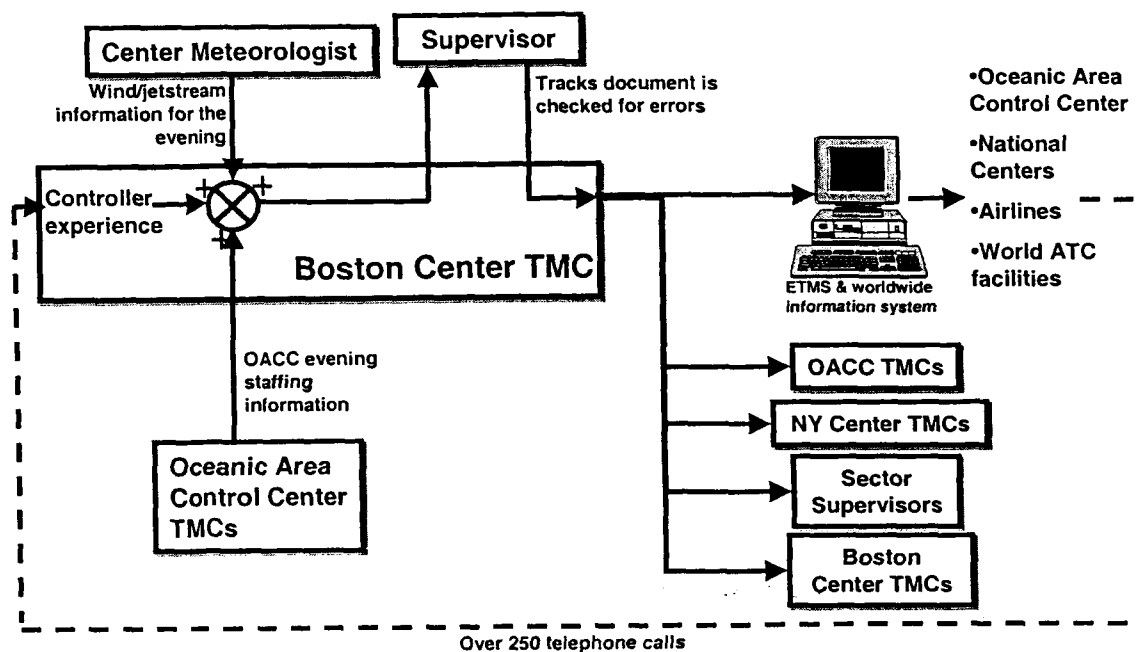 Center Meteorologist
Supervisor
Wind/jetstream
information for the
evening
Tracks document is
checked for errors
•Oceanic Area
Control Center
•National
Centers
•Airlines
•World ATC
facilities
Controller
experience
+
+
+
Boston Center TMC
ETMS & worldwide
information system
OACC evening
staffing
information
Oceanic Area
Control Center
TMCs
OACC TMCs
NY Center TMCs
Sector
Supervisors
Boston
Center TMCs
Over 250 telephone calls